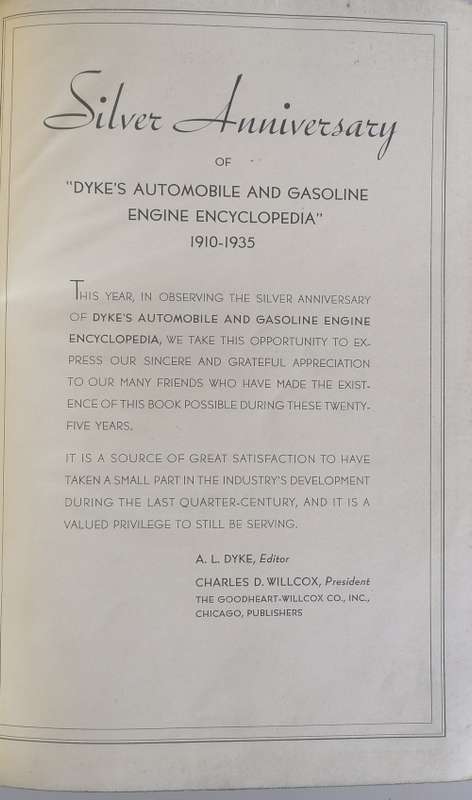 Silver Anniversary
OF
"DYKE'S AUTOMOBILE AND GASOLINE
ENGINE ENCYCLOPEDIA"
1910-1935
THIS YEAR, IN OBSERVING THE SILVER ANNIVERSARY
OF DYKE'S AUTOMOBILE AND GASOLINE ENGINE
ENCYCLOPEDIA, WE TAKE THIS OPPORTUNITY TO EX-
PRESS OUR SINCERE AND GRATEFUL APPRECIATION
TO OUR MANY FRIENDS WHO HAVE MADE THE EXIST-
ENCE OF THIS BOOK POSSIBLE DURING THESE TWENTY-
FIVE YEARS.
IT IS A SOURCE OF GREAT SATISFACTION TO HAVE
TAKEN A SMALL PART IN THE INDUSTRY'S DEVELOPMENT
DURING THE LAST QUARTER-CENTURY, AND IT IS A
VALUED PRIVILEGE TO STILL BE SERVING.
A. L. DYKE, Editor
CHARLES D. WILLCOX, President
THE GOODHEART-WILLCOX CO., INC.,
CHICAGO, PUBLISHERS